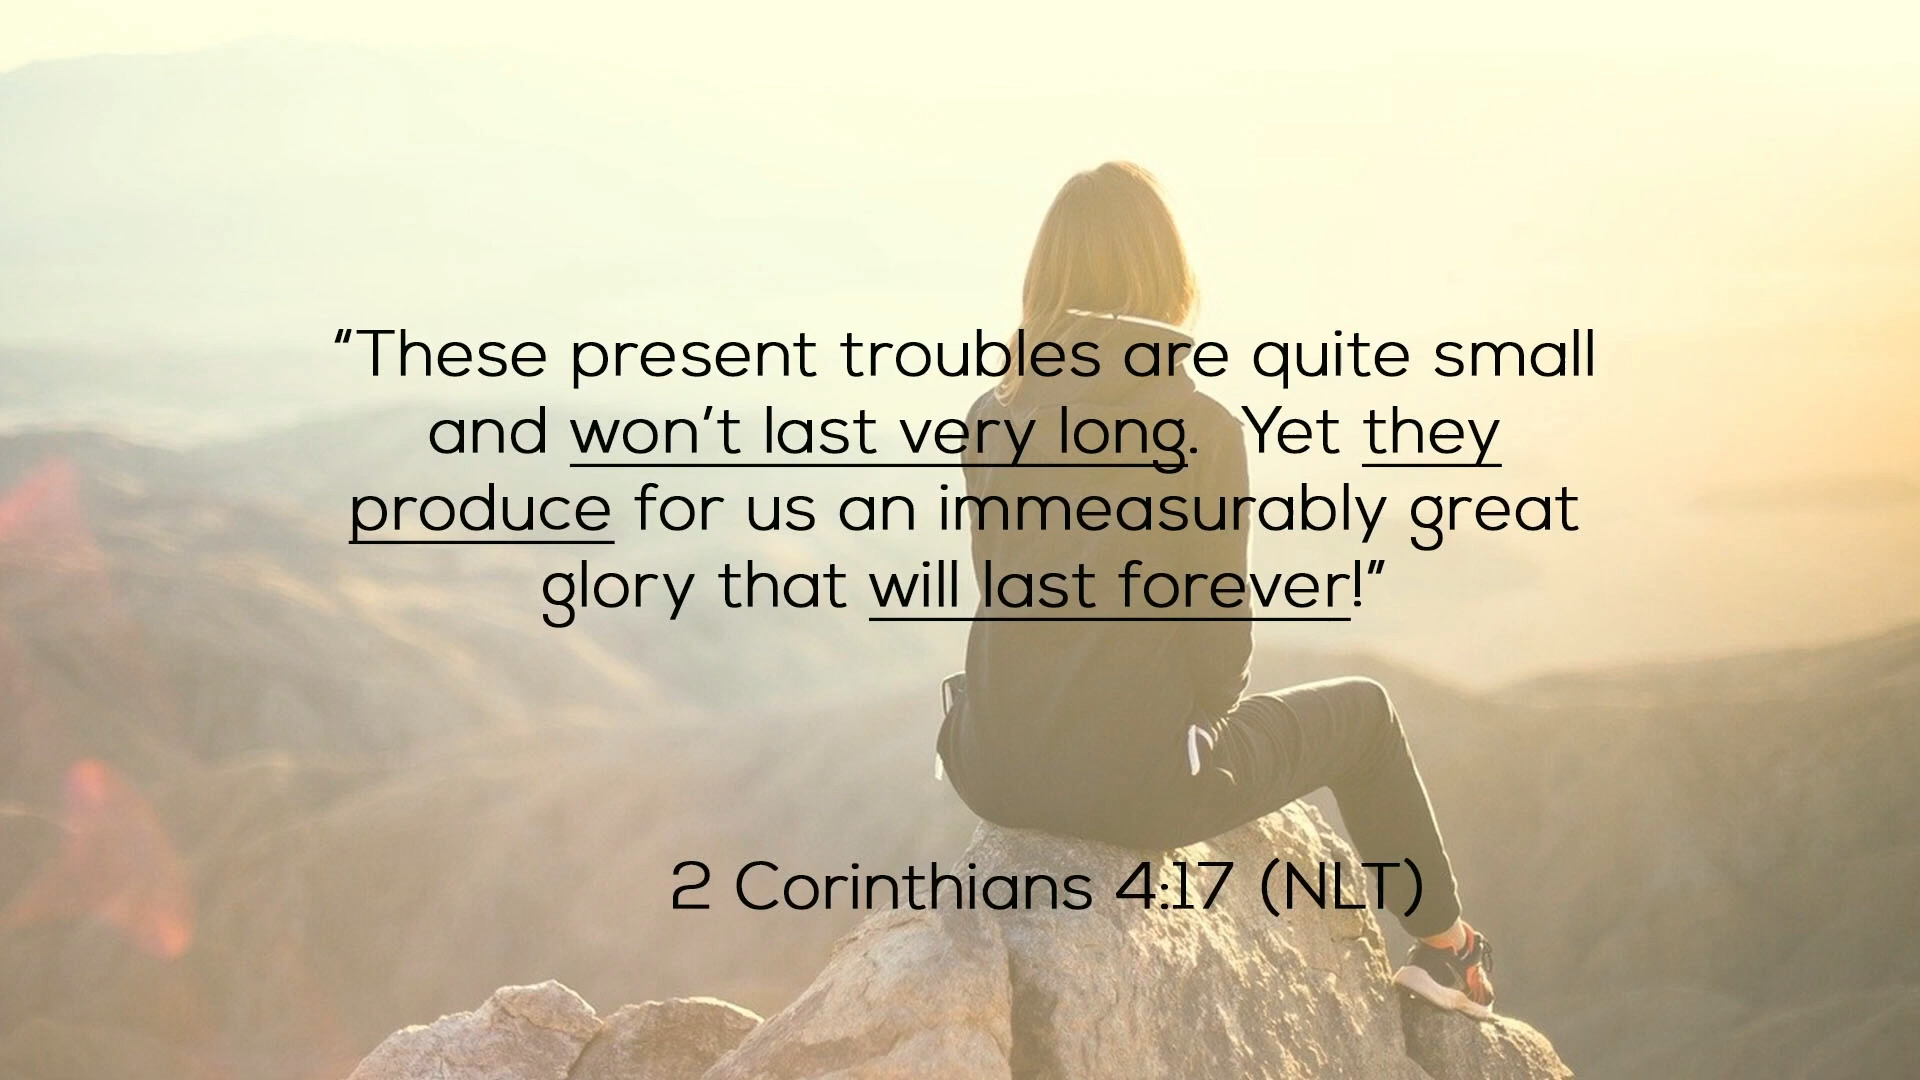 “These present troubles are quite small
and won’t last very long.  Yet they
produce for us an immeasurably great
glory that will last forever!”
2 Corinthians 4:17 (NLT)